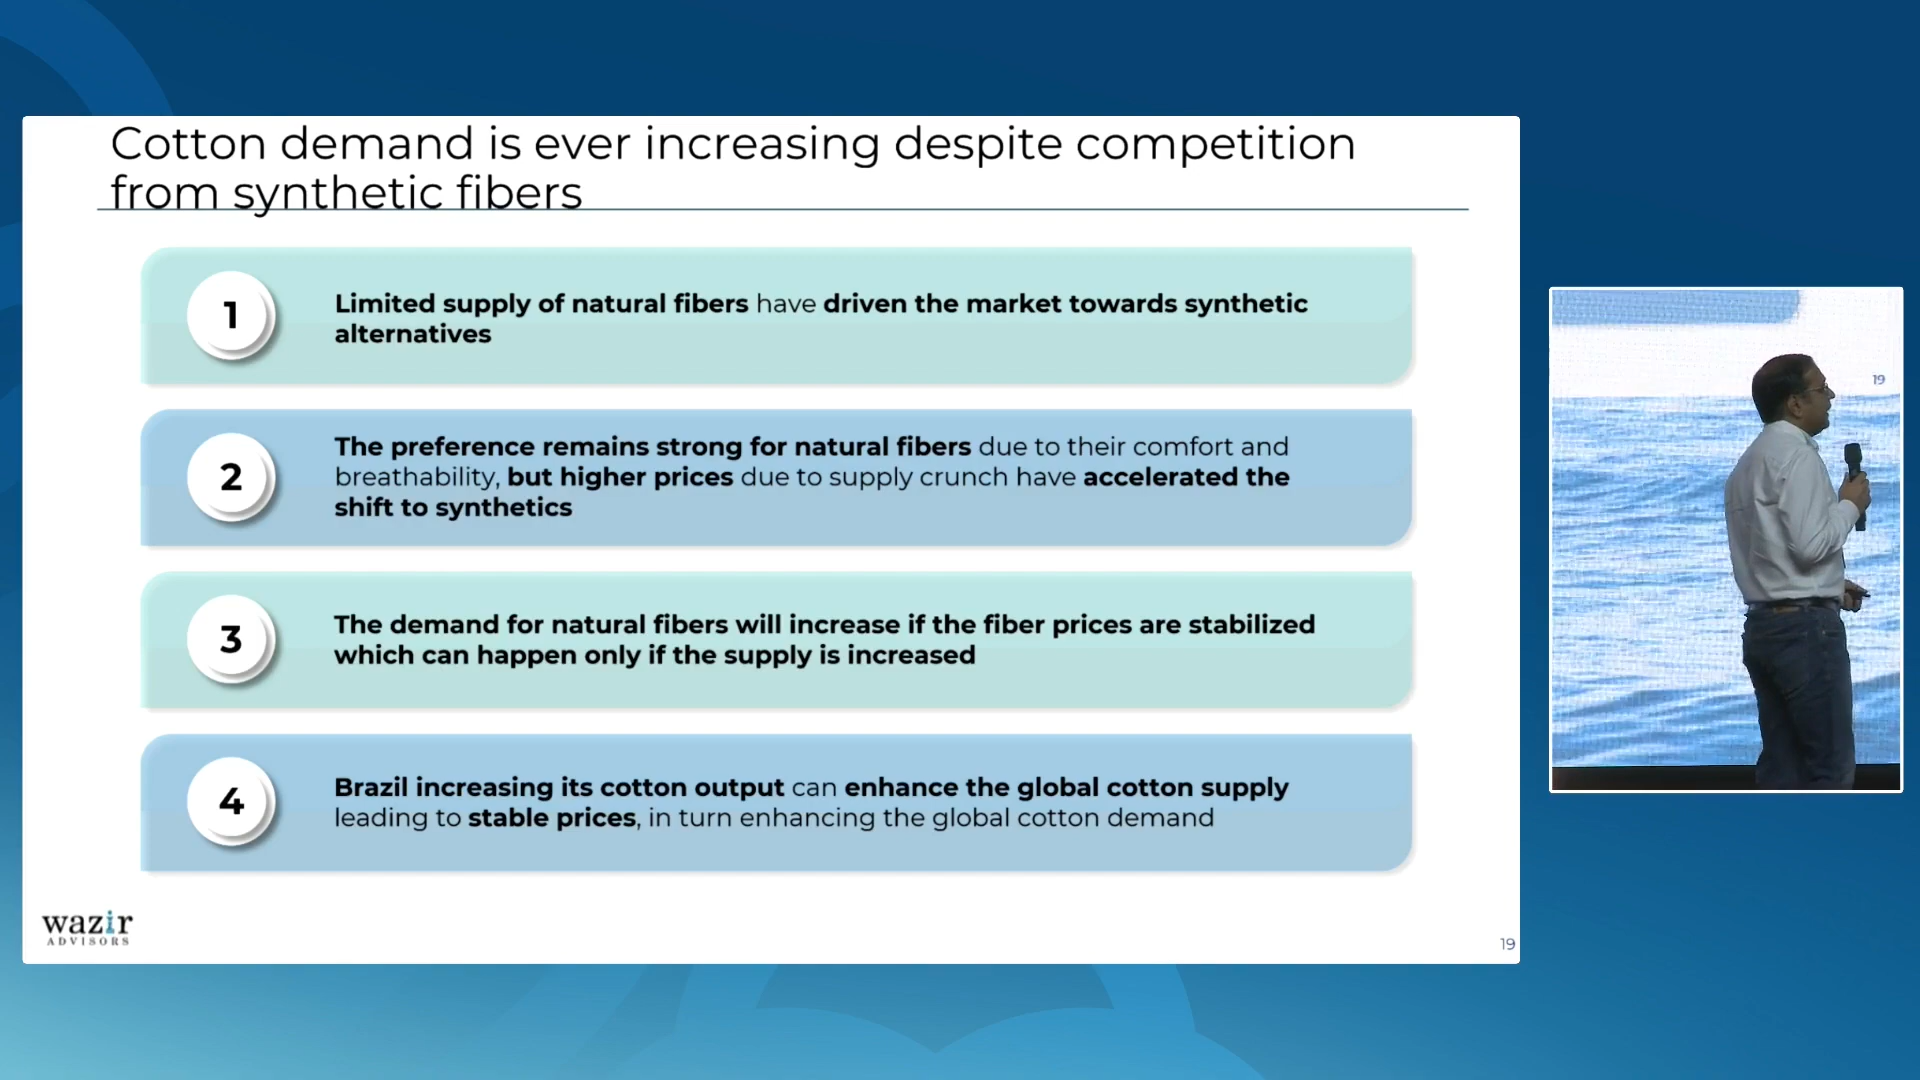 Cotton demand is ever increasing despite competition
from synthetic fibers
1
Limited supply of natural fibers have driven the market towards synthetic
alternatives
2
The preference remains strong for natural fibers due to their comfort and
breathability, but higher prices due to supply crunch have accelerated the
shift to synthetics
3
The demand for natural fibers will increase if the fiber prices are stabilized
which can happen only if the supply is increased
4
Brazil increasing its cotton output can enhance the global cotton supply
leading to stable prices, in turn enhancing the global cotton demand
wazir
ADVISORS
19
19